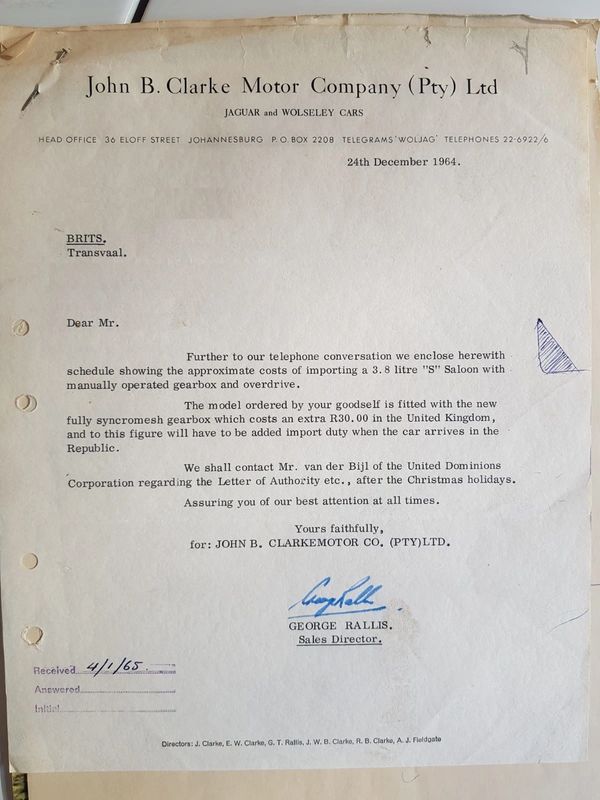 John B. Clarke Motor Company (Pty) Ltd
JAGUAR and WOLSELEY CARS
HEAD OFFICE 36 ELOFF STREET JOHANNESBURG P.O. BOX 2208 TELEGRAMS 'WOLJAG' TELEPHONES 22-6922/6
24th December 1964.
BRITS.
Transvaal.
Dear Mr.
Further to our telephone conversation we enclose herewith
schedule showing the approximate costs of importing a 3.8 litre "S" Saloon with
manually operated gearbox and overdrive.
The model ordered by your goodself is fitted with the new
fully syncromesh gearbox which costs an extra R30.00 in the United Kingdom,
and to this figure will have to be added import duty when the car arrives in the
Republic.
We shall contact Mr. van der Bijl of the United Dominions
Corporation regarding the Letter of Authority etc., after the Christmas holidays.
Assuring you of our best attention at all times.
Yours faithfully,
for: JOHN B. CLARKEMOTOR CO. (PTY)LTD.
GEORGE RALLIS.
Sales Director.
Received 4/1/65
Answered
Initial
Directors: J. Clarke, E. W. Clarke, G. T. Rallis, J. W. B. Clarke, R. B. Clarke, A. J. Fieldgate